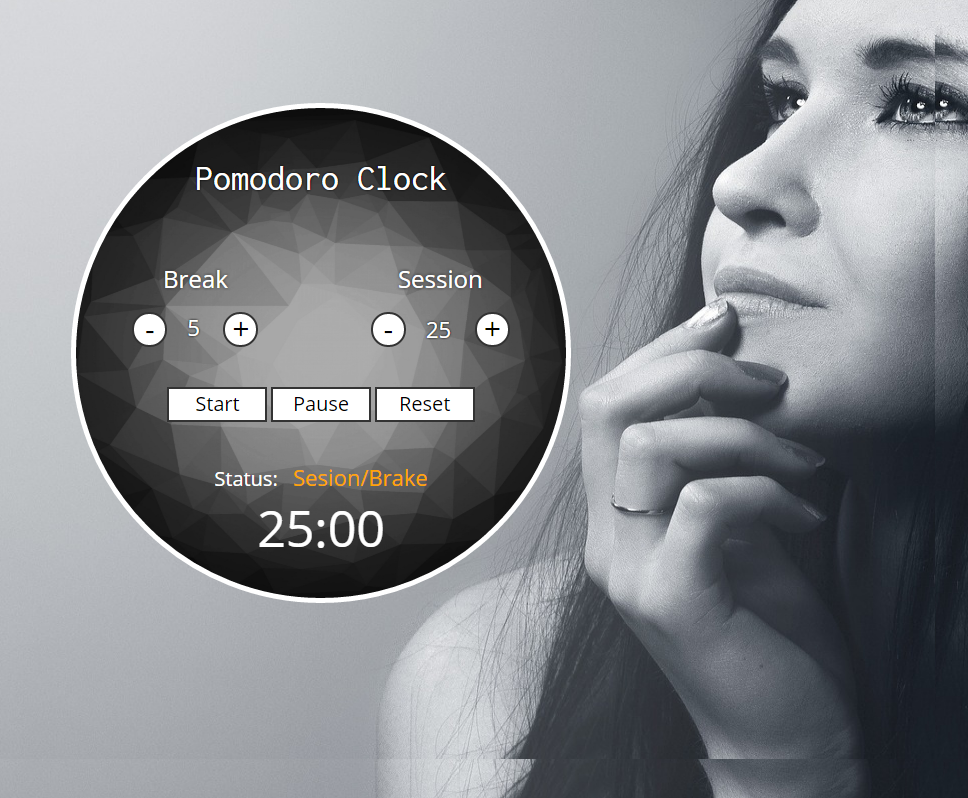 Pomodoro Clock
Break Session
- 5 + - 25 +
Start Pause Reset
Status: Sesion/Brake
25:00